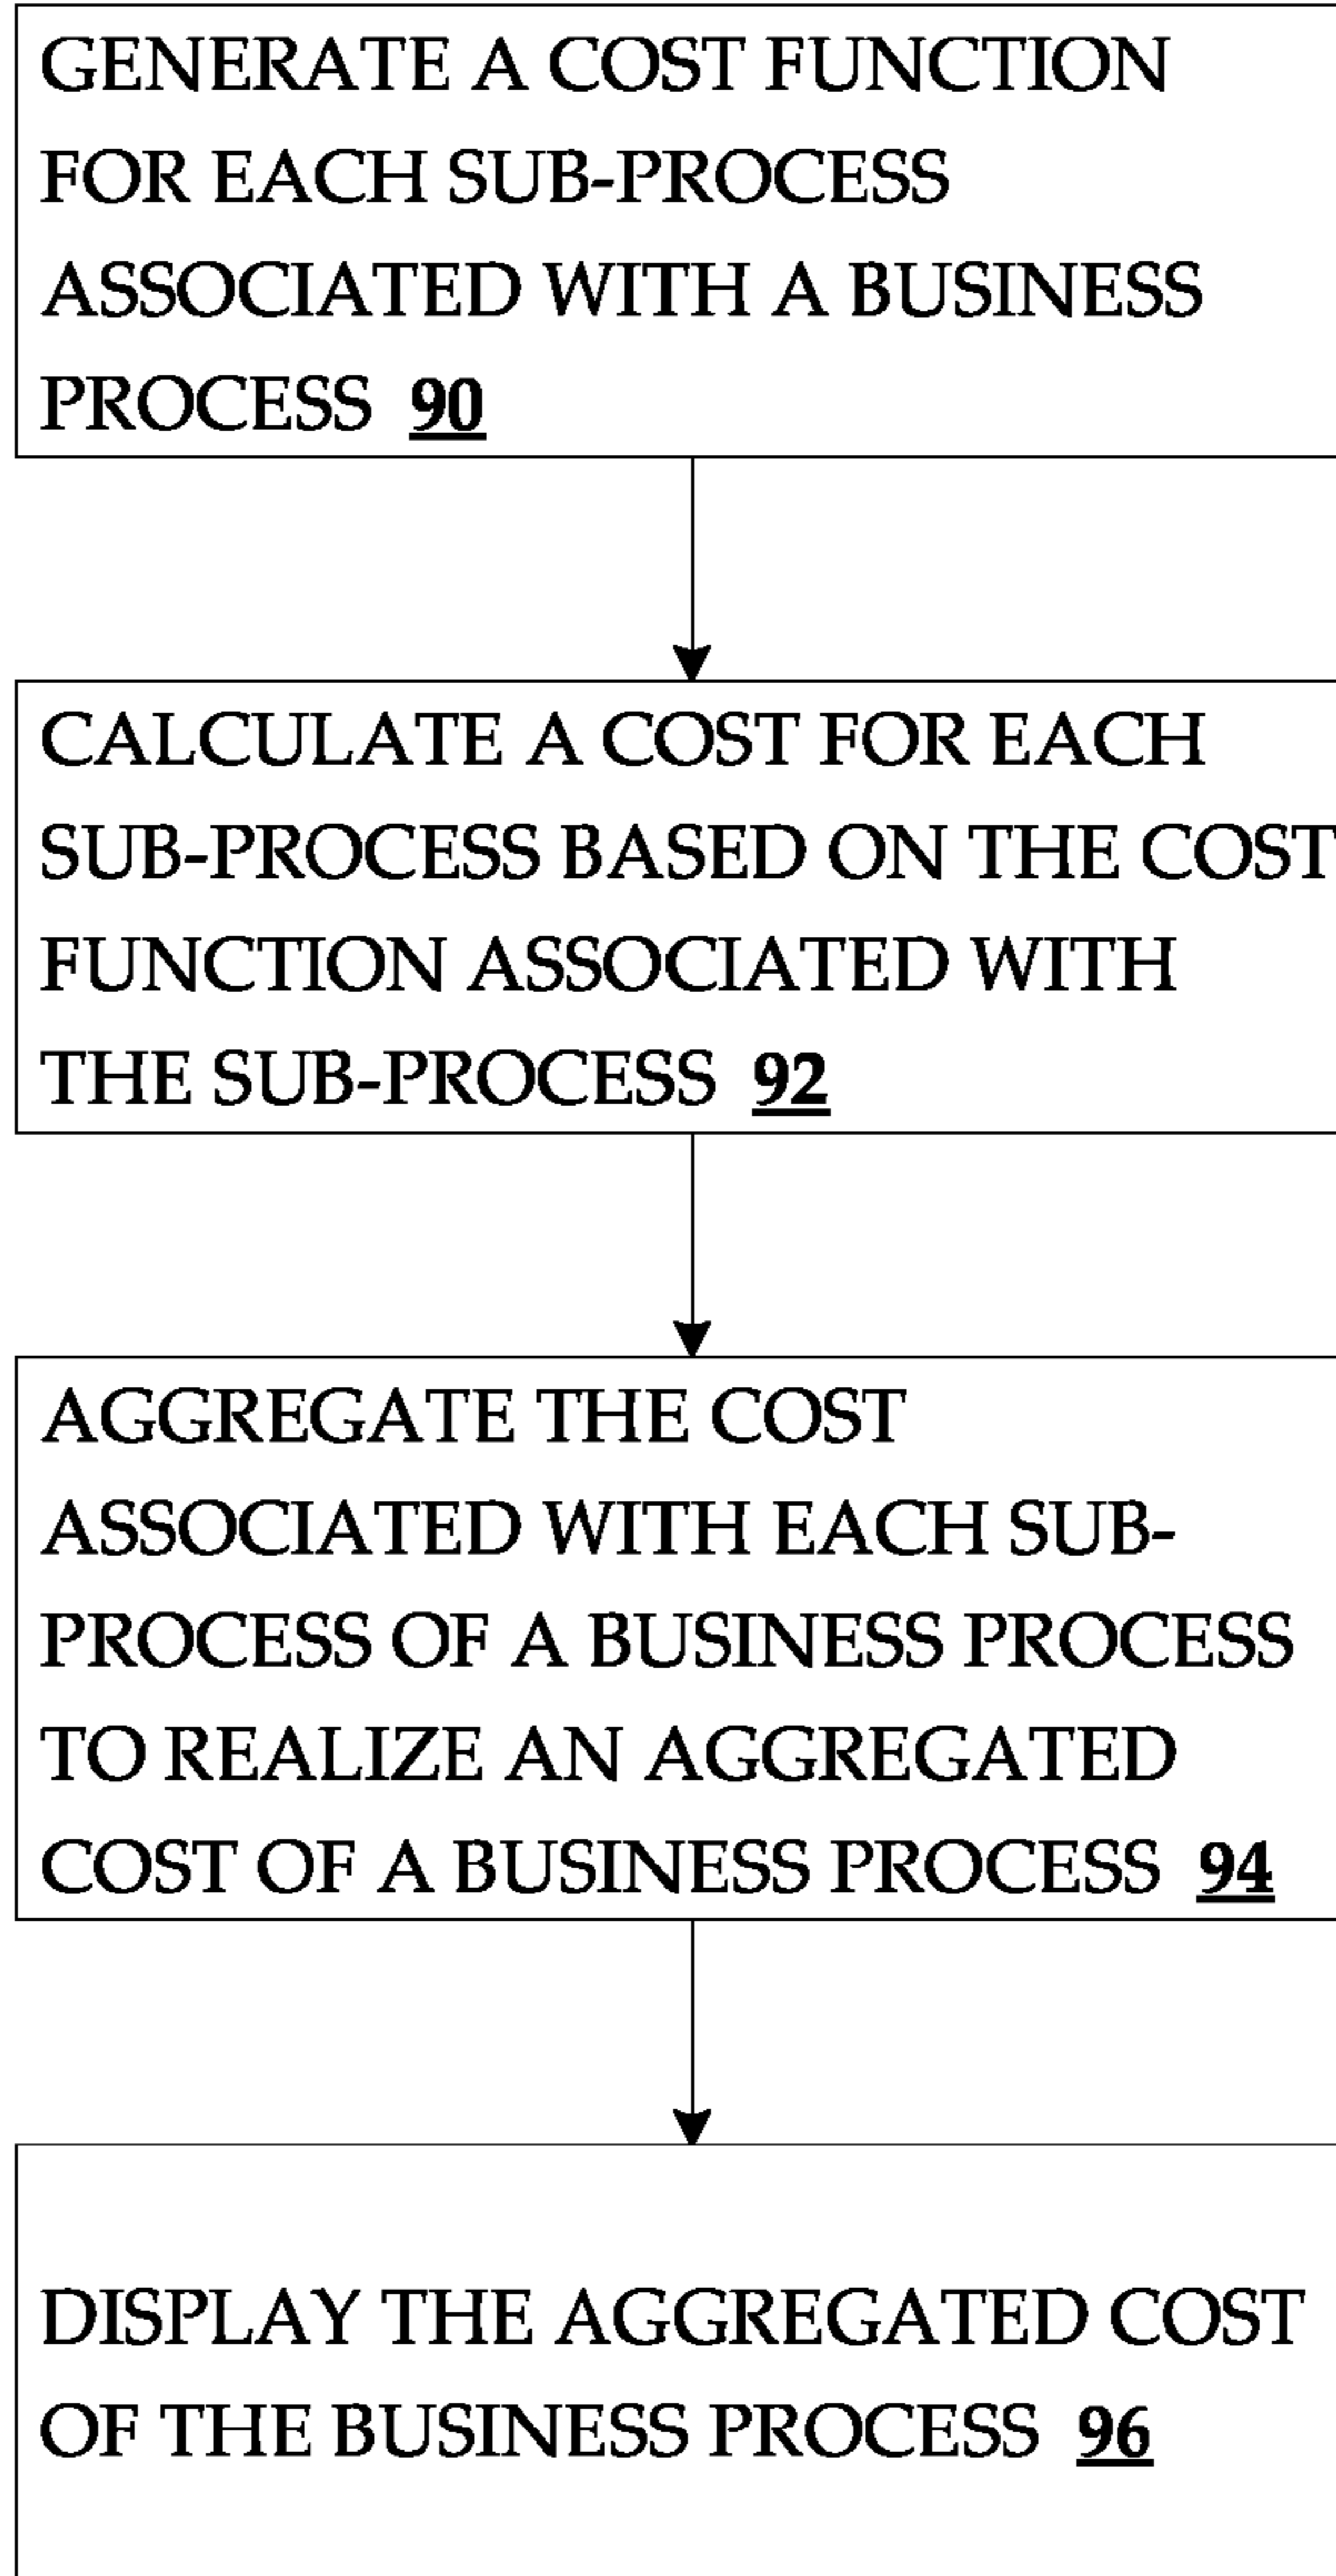 GENERATE A COST FUNCTION
FOR EACH SUB-PROCESS
ASSOCIATED WITH A BUSINESS
PROCESS 90
CALCULATE A COST FOR EACH
SUB-PROCESS BASED ON THE COST
FUNCTION ASSOCIATED WITH
THE SUB-PROCESS 92
AGGREGATE THE COST
ASSOCIATED WITH EACH SUB-
PROCESS OF A BUSINESS PROCESS
TO REALIZE AN AGGREGATED
COST OF A BUSINESS PROCESS 94
DISPLAY THE AGGREGATED COST
OF THE BUSINESS PROCESS 96